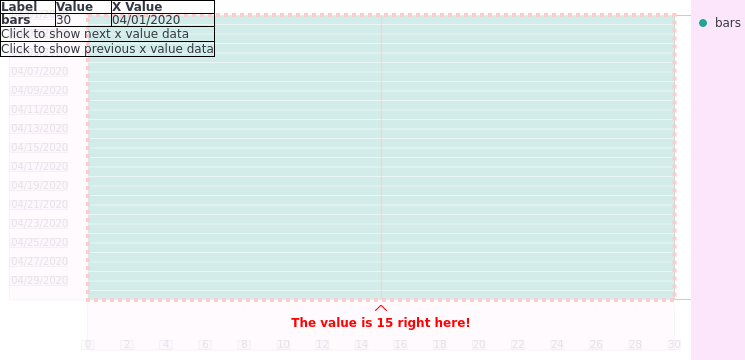 Label Value X Value
bars 30 04/01/2020
Click to show next x value data
Click to show previous x value data
bars
04/07/2020
04/09/2020
04/11/2020
04/13/2020
04/15/2020
04/17/2020
04/19/2020
04/21/2020
04/23/2020
04/25/2020
04/27/2020
04/29/2020
The value is 15 right here!
0 2 4 6 8 10 12 14 16 18 20 22 24 26 28 30